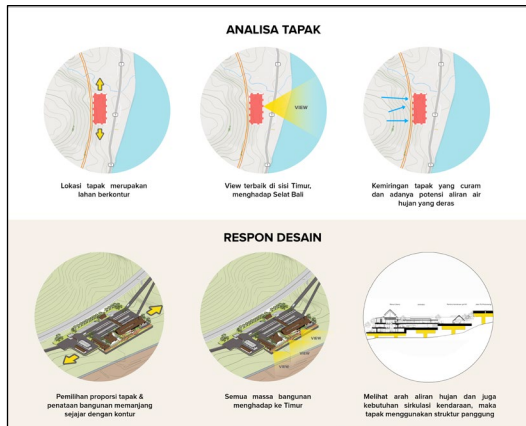 ANALISA TAPAK
VIEW
Lokasi tapak merupakan
lahan berkontur
View terbaik di sisi Timur,
menghadap Selat Bali
Kemiringan tapak yang curam
dan adanya potensi aliran air
hujan yang deras
RESPON DESAIN
VIEW
VIEW
VIEW
Pemilihan proporsi tapak &
penataan bangunan memanjang
sejajar dengan kontur
Semua massa bangunan
menghadap ke Timur
Melihat arah aliran hujan dan juga
kebutuhan sirkulasi kendaraan, maka
tapak menggunakan struktur panggung